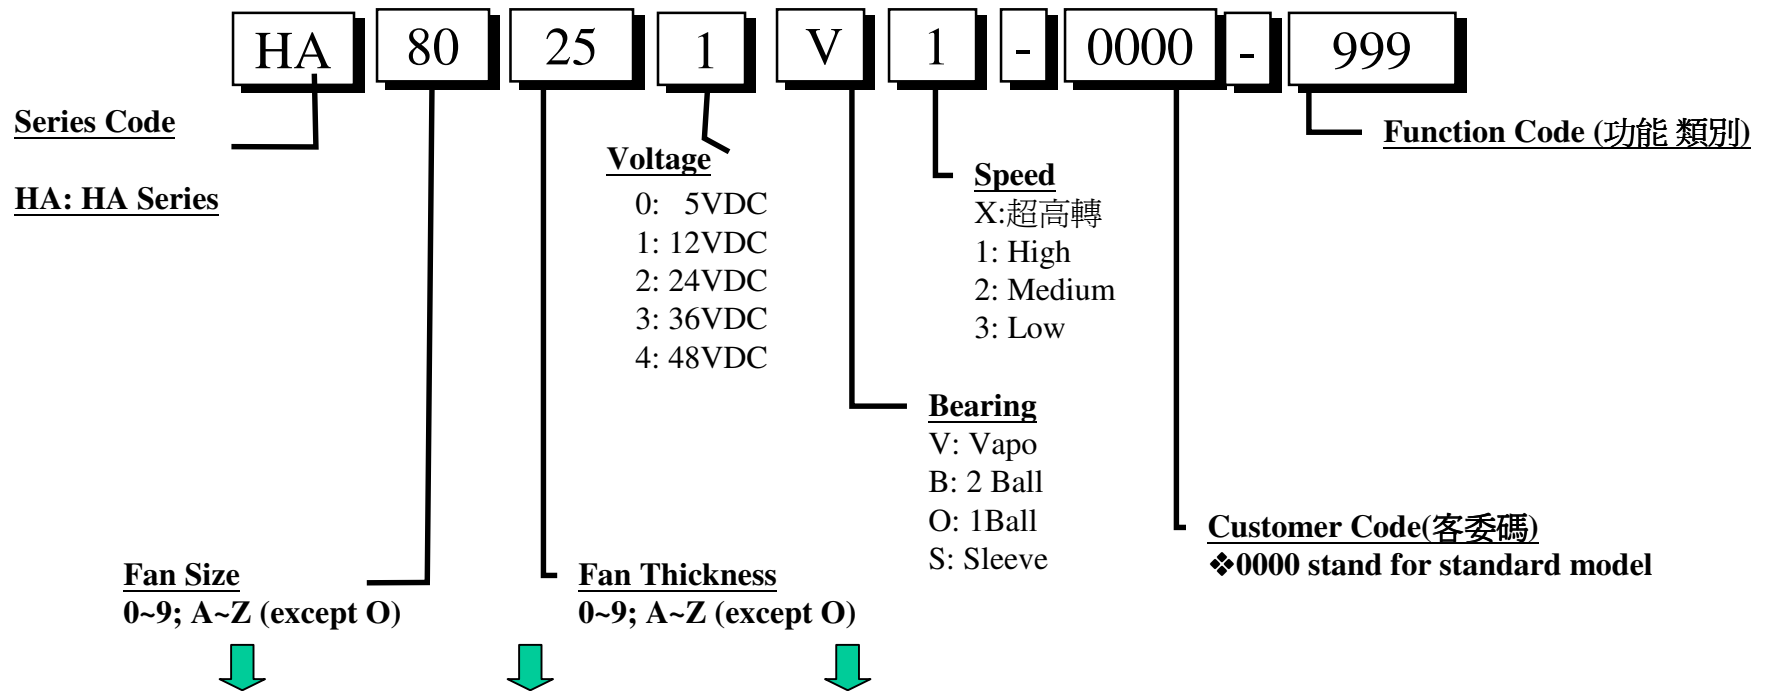 HA 80 25 1 V 1 - 0000 - 999
Series Code
HA: HA Series
Voltage
0: 5VDC
1: 12VDC
2: 24VDC
3: 36VDC
4: 48VDC
Speed
X:超高轉
1: High
2: Medium
3: Low
Function Code (功能 類別)
Bearing
V: Vapo
B: 2 Ball
O: 1Ball
S: Sleeve
Customer Code(客委碼)
❖0000 stand for standard model
Fan Size
0~9; A~Z (except O)
Fan Thickness
0~9; A~Z (except O)